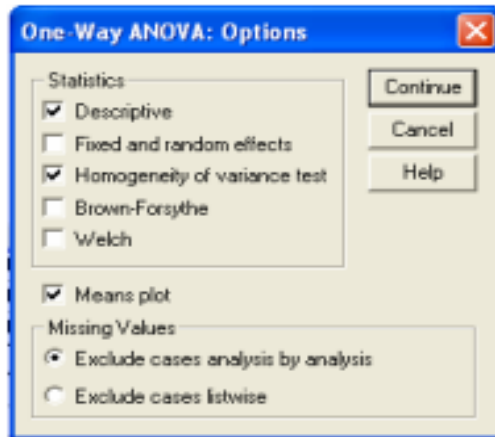 One-Way ANOVA: Options
Statistics
Descriptive
Fixed and random effects
Homogeneity of variance test
Brown-Forsythe
Welch
Continue
Cancel
Help
Means plot
Missing Values
Exclude cases analysis by analysis
Exclude cases listwise